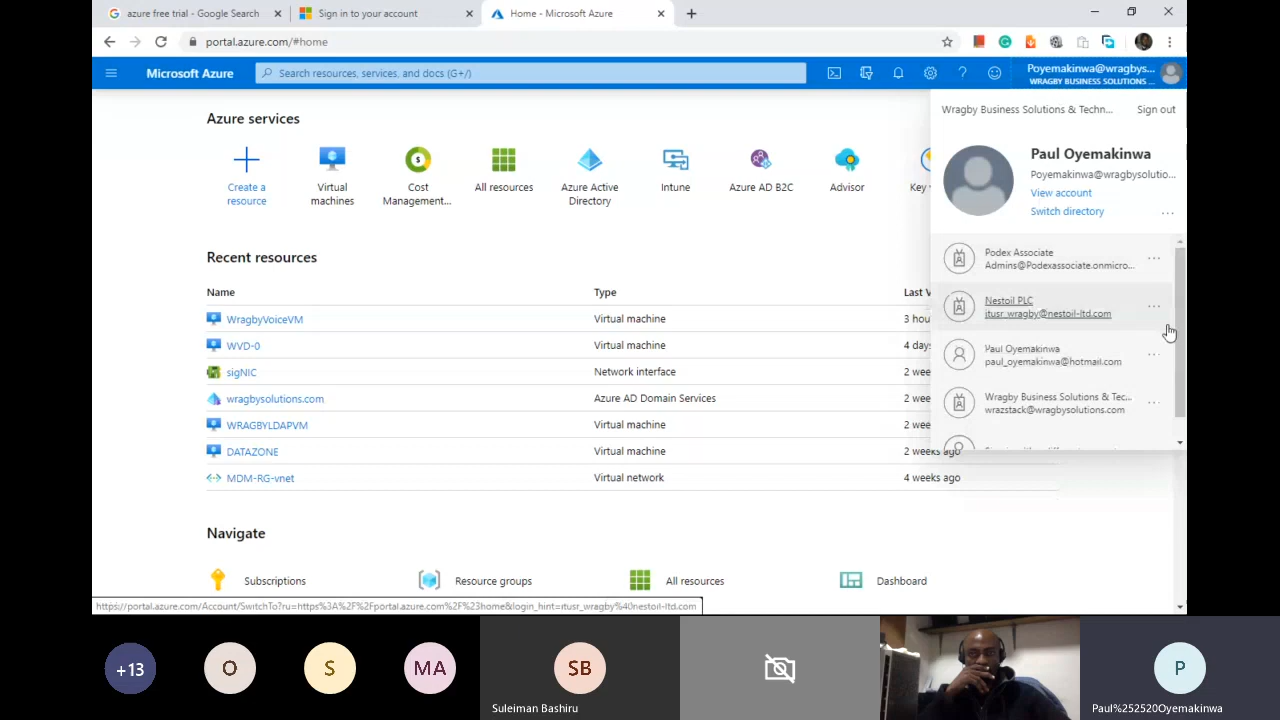 azure free trial - Google Search
Sign in to your account
Home - Microsoft Azure
portal.azure.com/#home
Microsoft Azure
Search resources, services, and docs (G+/)
Poyemakinwa@wragbys...
WRAGBY BUSINESS SOLUTIONS ...
Wragby Business Solutions & Techn...
Sign out
Paul Oyemakinwa
Poyemakinwa@wragbysolutio...
View account
Switch directory
Podex Associate
Admins@Podexassociate.onmicro...
Nestoil PLC
itusr_wragby@nestoil-ltd.com
Paul Oyemakinwa
paul_oyemakinwa@hotmail.com
Wragby Business Solutions & Tec...
wrazstack@wragbysolutions.com
Azure services
Create a
resource
Virtual
machines
Cost
Management...
All resources
Azure Active
Directory
Intune
Azure AD B2C
Advisor
Key
Recent resources
Name
Type
Last V
WragbyVoiceVM
Virtual machine
3 hou
WVD-0
Virtual machine
4 days
sigNIC
Network interface
2 wee
wragbysolutions.com
Azure AD Domain Services
2 wee
WRAGBYLDAPVM
Virtual machine
2 wee
DATAZONE
Virtual machine
2 weeks ago
MDM-RG-vnet
Virtual network
4 weeks ago
Navigate
Subscriptions
Resource groups
All resources
Dashboard
https://portal.azure.com/Account/SwitchTo?ru=https%3A%2F%2Fportal.azure.com%2F%23home&login_hint=itusr_wragby%40nestoil-ltd.com
+13
O
S
MA
SB
Suleiman Bashiru
P
Paul%252520Oyemakinwa